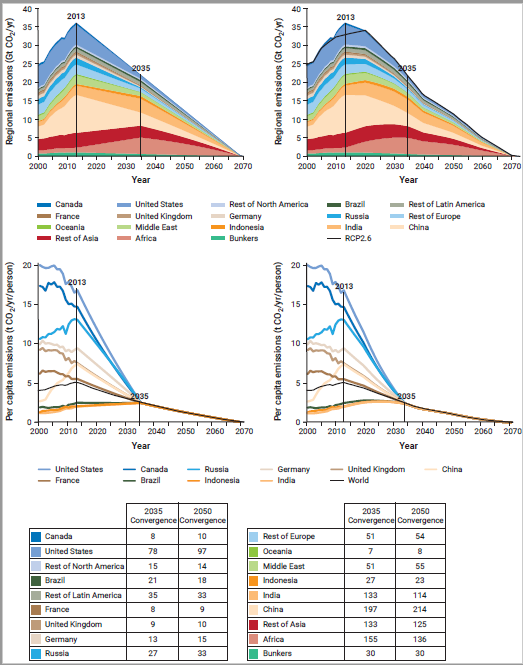 40
35
30
25
20
15
10
5
0
2013
2035
Regional emissions (Gt CO2/yr)
2000 2010 2020 2030 2040 2050 2060 2070
Year
40
35
30
25
20
15
10
5
0
2013
2035
Regional emissions (Gt CO2/yr)
2000 2010 2020 2030 2040 2050 2060 2070
Year
Canada United States Rest of North America Brazil Rest of Latin America
France United Kingdom Germany Russia Rest of Europe
Oceania Middle East Indonesia India China
Rest of Asia Africa Bunkers RCP2.6
20
15
10
5
0
2013
2035
Per capita emissions (t CO2/yr/person)
2000 2010 2020 2030 2040 2050 2060 2070
Year
20
15
10
5
0
2013
2035
Per capita emissions (t CO2/yr/person)
2000 2010 2020 2030 2040 2050 2060 2070
Year
United States Canada Russia Germany United Kingdom China
France Brazil Indonesia India World
2035 2050
Convergence Convergence
Canada 8 10
United States 78 97
Rest of North America 15 14
Brazil 21 18
Rest of Latin America 35 33
France 8 9
United Kingdom 9 10
Germany 13 15
Russia 27 33
2035 2050
Convergence Convergence
Rest of Europe 51 54
Oceania 7 8
Middle East 51 55
Indonesia 27 23
India 133 114
China 197 214
Rest of Asia 133 125
Africa 155 136
Bunkers 30 30